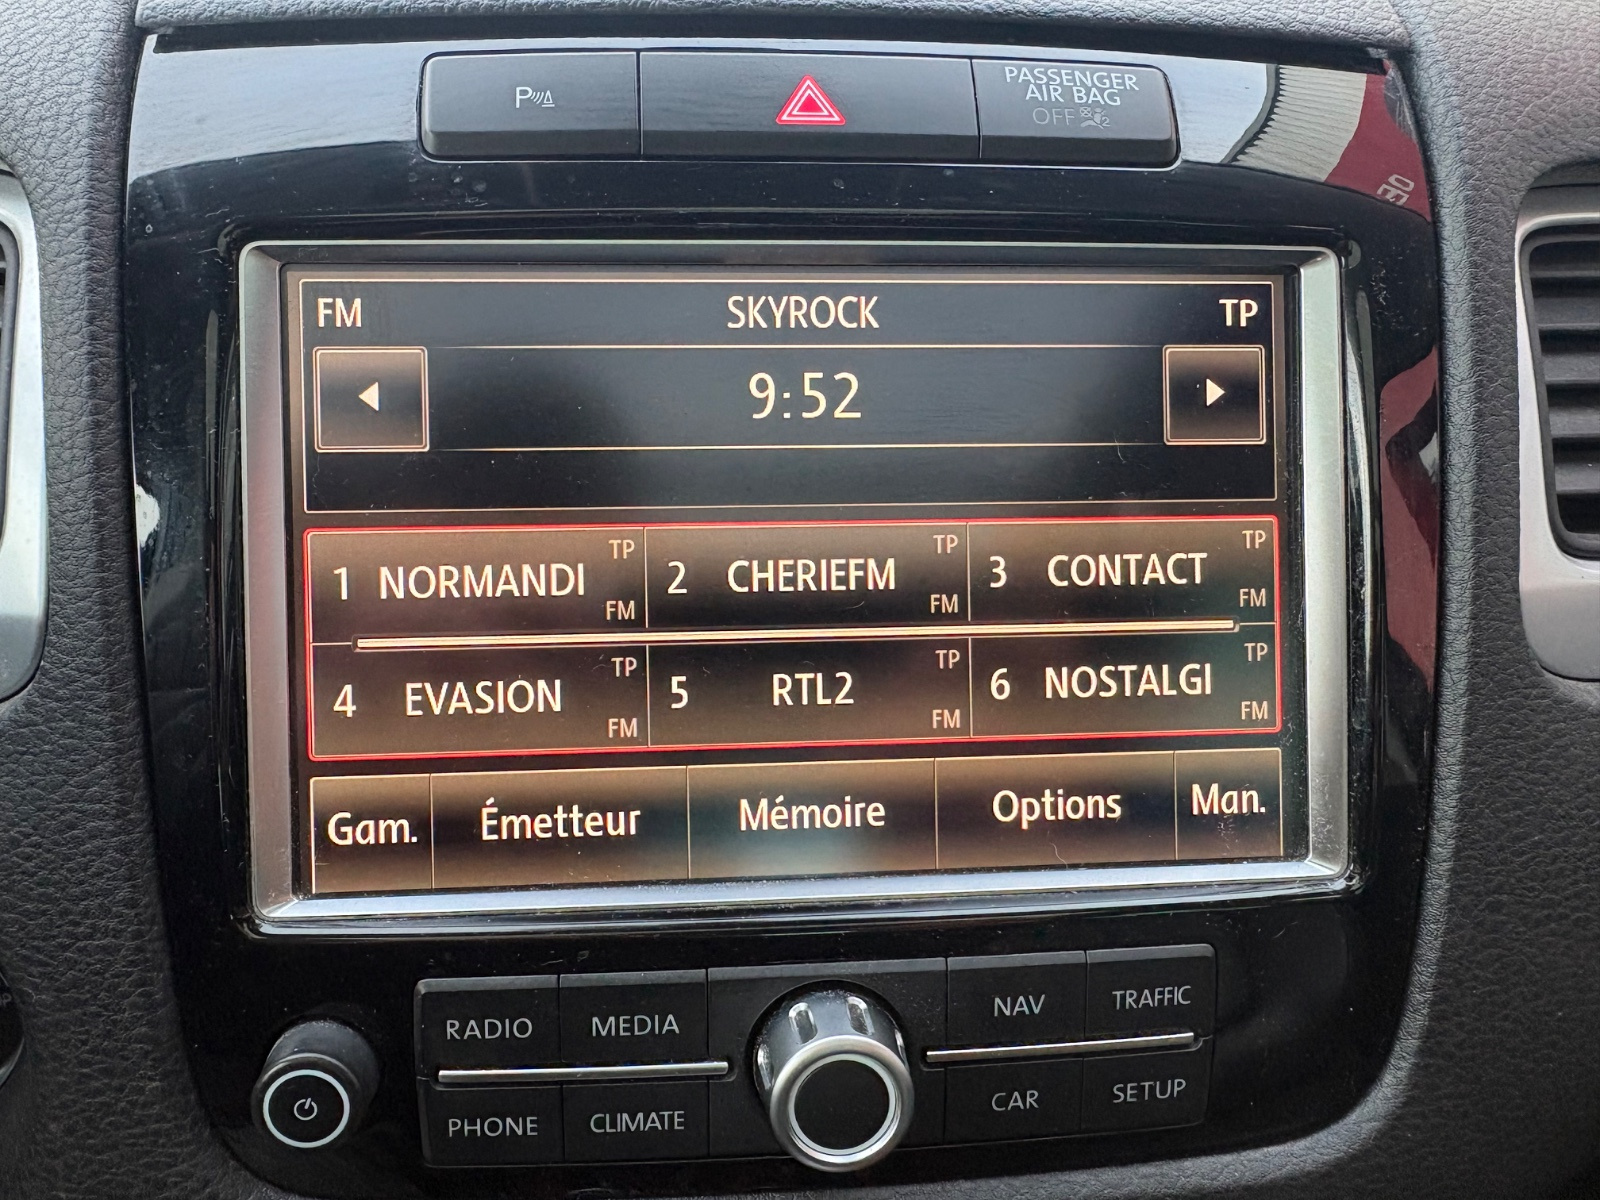 P
PASSENGER
AIR BAG
OFF 2
FM SKYROCK TP
9:52
1 NORMANDI TP FM
2 CHERIEFM TP FM
3 CONTACT TP FM
4 EVASION TP FM
5 RTL2 TP FM
6 NOSTALGI TP FM
Gam. Émetteur Mémoire Options Man.
RADIO MEDIA NAV TRAFFIC
PHONE CLIMATE CAR SETUP